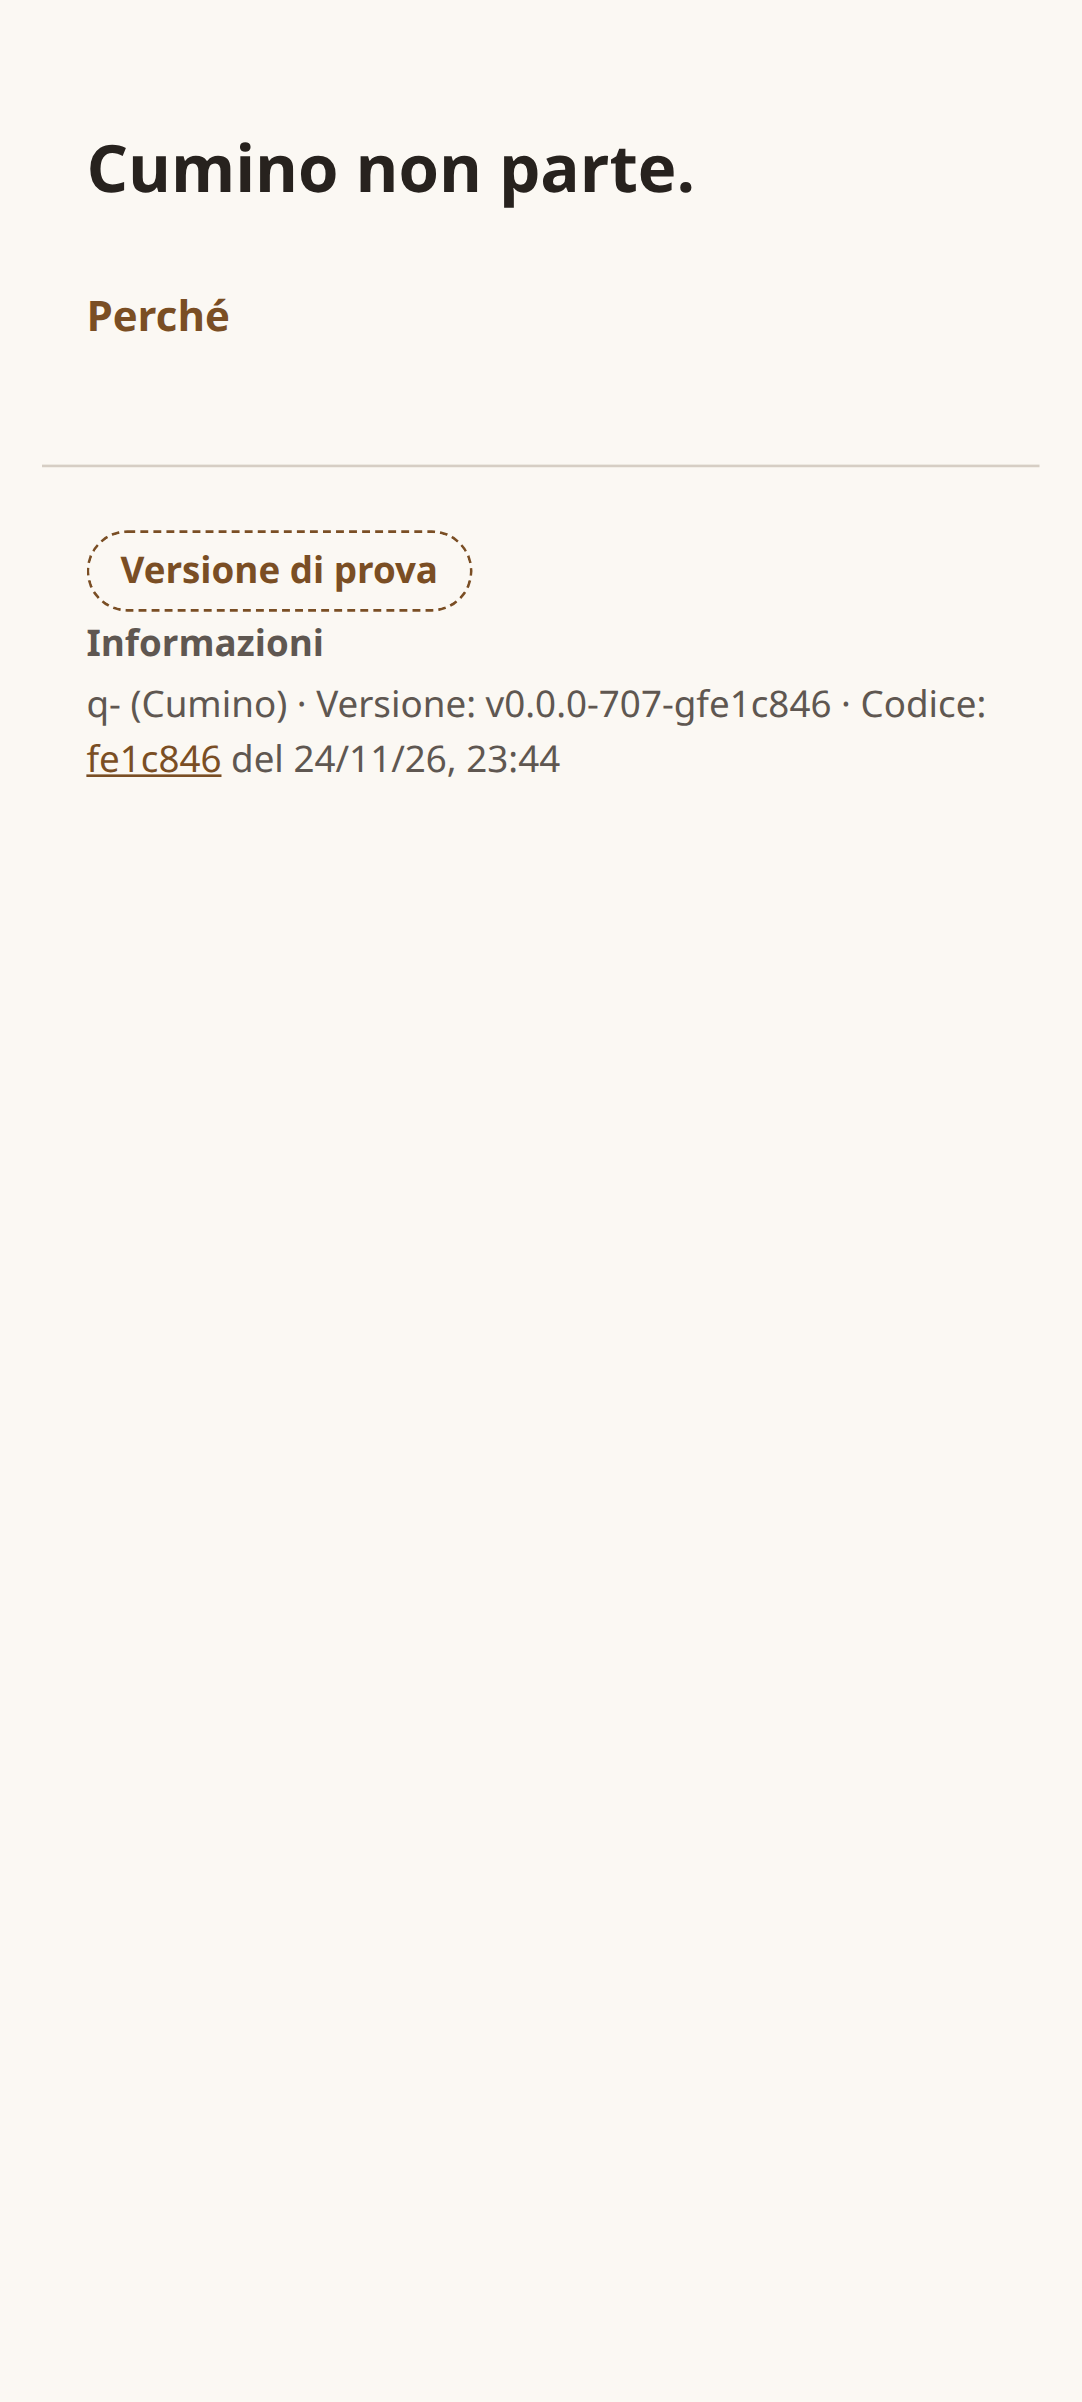 Cumino non parte.
Perché
Versione di prova
Informazioni
q- (Cumino) · Versione: v0.0.0-707-gfe1c846 · Codice:
fe1c846 del 24/11/26, 23:44